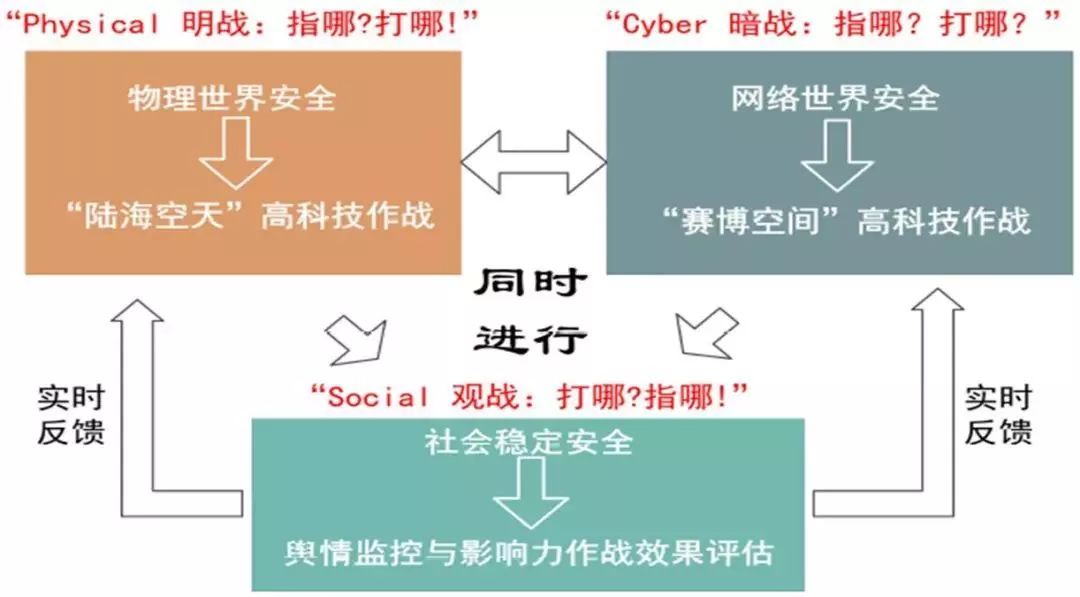 “Physical 明战：指哪?打哪!”
“Cyber 暗战：指哪？打哪？”
物理世界安全
“陆海空天”高科技作战
网络世界安全
“赛博空间”高科技作战
同时
进行
实时
反馈
“Social 观战：打哪?指哪!”
社会稳定安全
舆情监控与影响力作战效果评估
实时
反馈